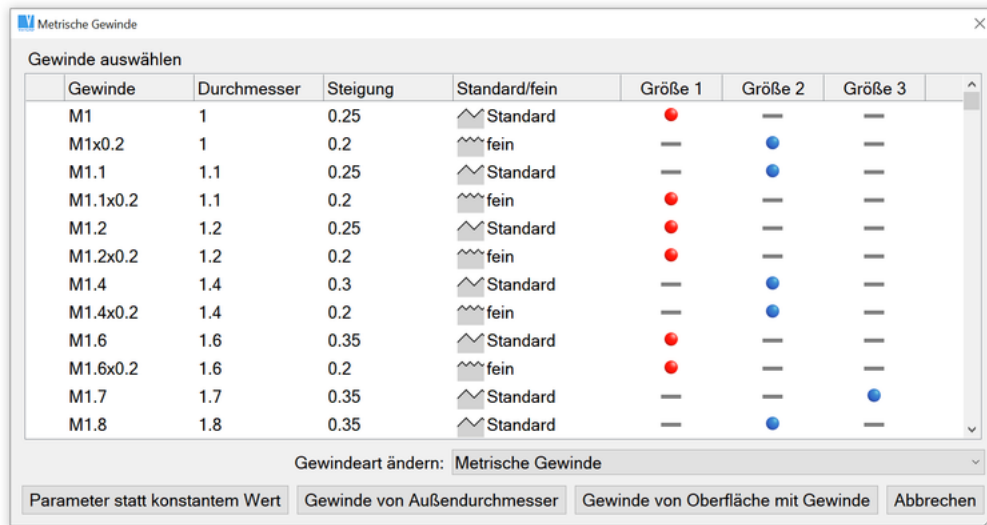 Metrische Gewinde
Gewinde auswählen
Gewinde Durchmesser Steigung Standard/fein Größe 1 Größe 2 Größe 3
M1 1 0.25 Standard
M1x0.2 1 0.2 fein
M1.1 1.1 0.25 Standard
M1.1x0.2 1.1 0.2 fein
M1.2 1.2 0.25 Standard
M1.2x0.2 1.2 0.2 fein
M1.4 1.4 0.3 Standard
M1.4x0.2 1.4 0.2 fein
M1.6 1.6 0.35 Standard
M1.6x0.2 1.6 0.2 fein
M1.7 1.7 0.35 Standard
M1.8 1.8 0.35 Standard
Gewindeart ändern: Metrische Gewinde
Parameter statt konstantem Wert Gewinde von Außendurchmesser Gewinde von Oberfläche mit Gewinde Abbrechen